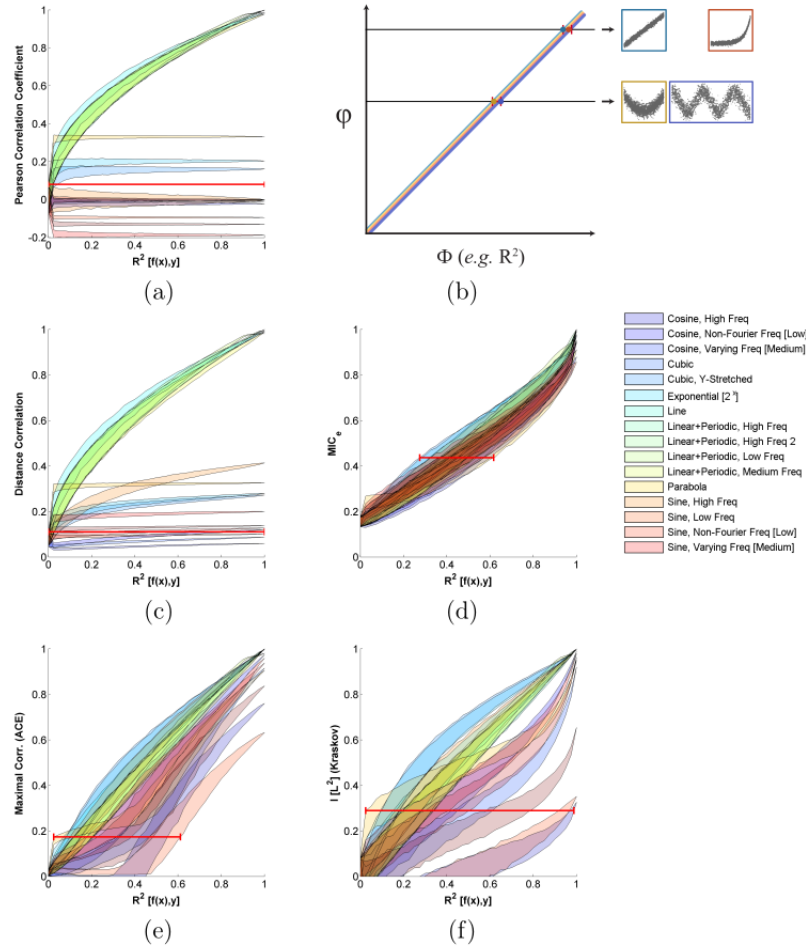 1
0.8
0.6
0.4
0.2
0
-0.2
Pearson Correlation Coefficient
0 0.2 0.4 0.6 0.8 1
R² [f(x),y]
(a)
φ
Φ (e.g. R²)
(b)
1
0.8
0.6
0.4
0.2
0
Distance Correlation
0 0.2 0.4 0.6 0.8 1
R² [f(x),y]
(c)
1
0.8
0.6
0.4
0.2
0
MICₑ
0 0.2 0.4 0.6 0.8 1
R² [f(x),y]
(d)
Cosine, High Freq
Cosine, Non-Fourier Freq [Low]
Cosine, Varying Freq [Medium]
Cubic
Cubic, Y-Stretched
Exponential [2ˣ]
Line
Linear+Periodic, High Freq
Linear+Periodic, High Freq 2
Linear+Periodic, Low Freq
Linear+Periodic, Medium Freq
Parabola
Sine, High Freq
Sine, Low Freq
Sine, Non-Fourier Freq [Low]
Sine, Varying Freq [Medium]
1
0.8
0.6
0.4
0.2
0
Maximal Corr. (ACE)
0 0.2 0.4 0.6 0.8 1
R² [f(x),y]
(e)
1
0.8
0.6
0.4
0.2
0
I [L²] (Kraskov)
0 0.2 0.4 0.6 0.8 1
R² [f(x),y]
(f)